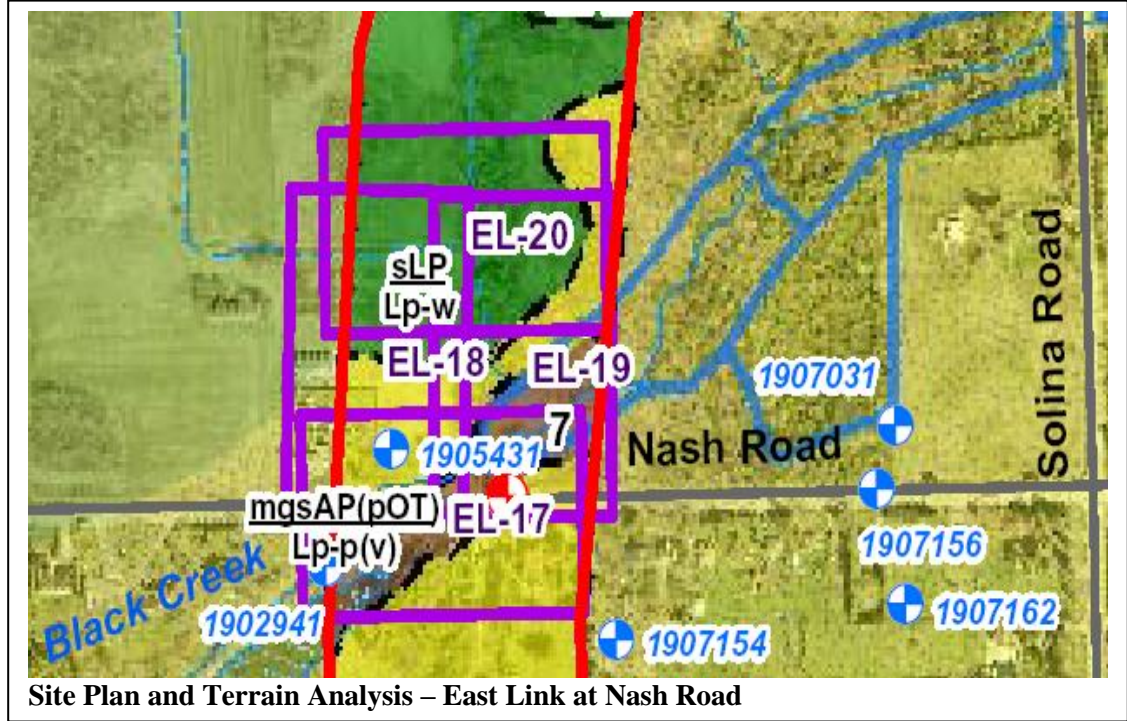 EL-20
sLP
Lp-w
EL-18
EL-19
1907031
7
Nash Road
Solina Road
1905431
mgsAP(pOT)
EL-17
Lp-p(v)
1907156
Black Creek
1902941
1907162
1907154
Site Plan and Terrain Analysis – East Link at Nash Road